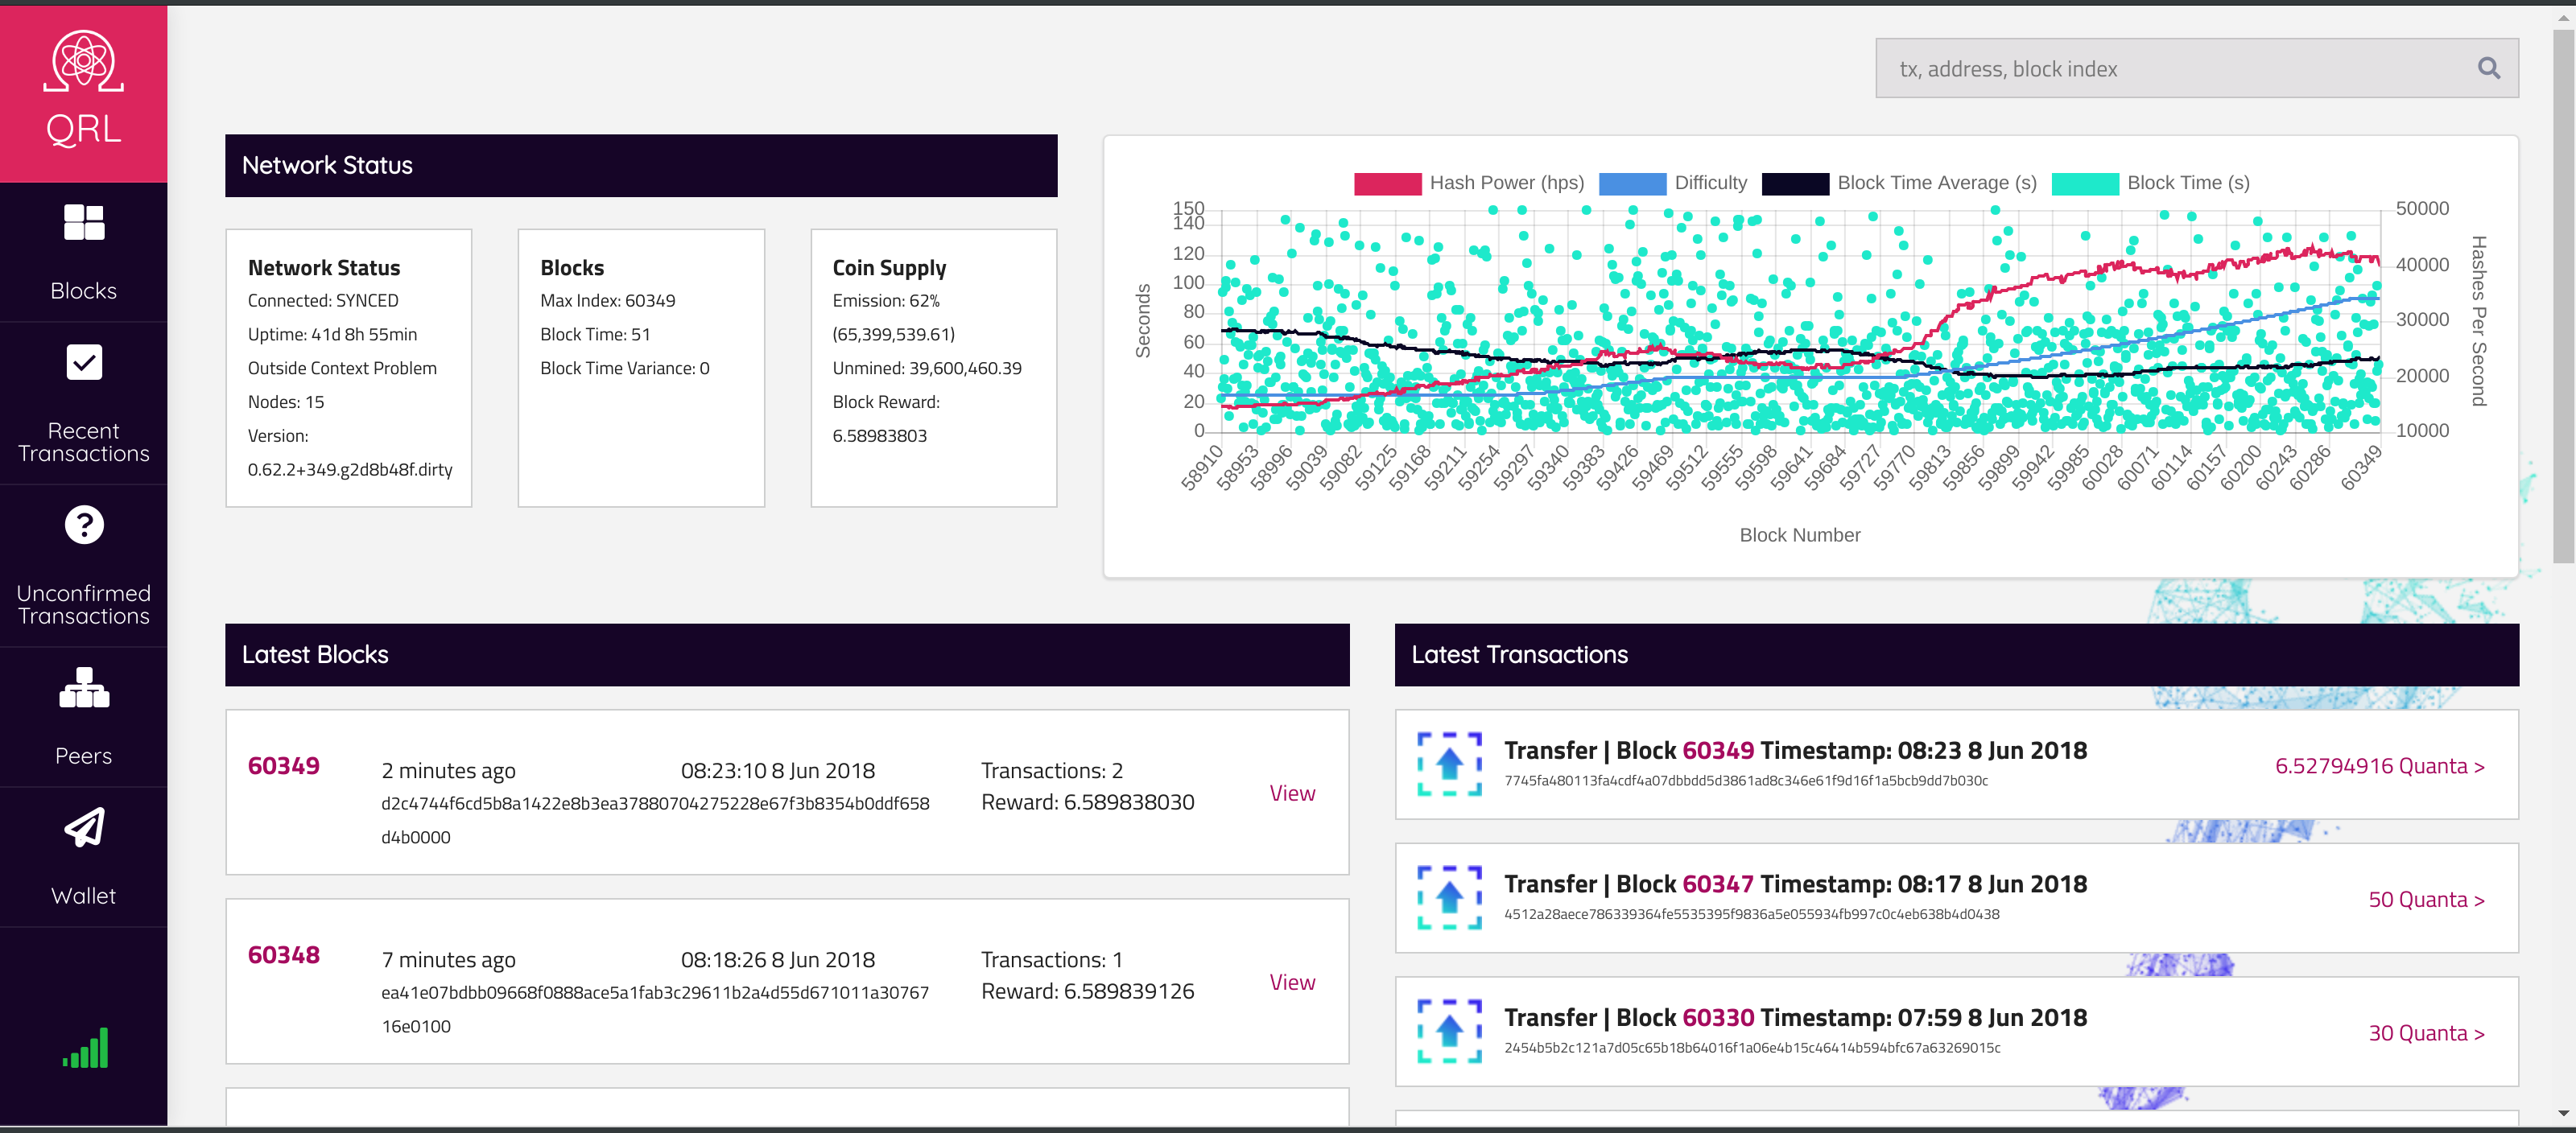 QRL
Blocks
Recent
Transactions
Unconfirmed
Transactions
Peers
Wallet
tx, address, block index
Network Status
Network Status
Connected: SYNCED
Uptime: 41d 8h 55min
Outside Context Problem
Nodes: 15
Version:
0.62.2+349.g2d8b48f.dirty
Blocks
Max Index: 60349
Block Time: 51
Block Time Variance: 0
Coin Supply
Emission: 62%
(65,399,539.61)
Unmined: 39,600,460.39
Block Reward:
6.58983803
Hash Power (hps) Difficulty Block Time Average (s) Block Time (s)
Seconds
150
140
120
100
80
60
40
20
0
50000
40000
30000
20000
10000
Hashes Per Second
58910 58953 58996 59039 59082 59125 59168 59211 59254 59297 59340 59383 59426 59469 59512 59555 59598 59641 59684 59727 59770 59813 59856 59899 59942 59985 60028 60071 60114 60157 60200 60243 60286 60349
Block Number
Latest Blocks
60349
2 minutes ago 08:23:10 8 Jun 2018
d2c4744f6cd5b8a1422e8b3ea37880704275228e67f3b8354b0ddf658
d4b0000
Transactions: 2
Reward: 6.589838030
View
60348
7 minutes ago 08:18:26 8 Jun 2018
ea41e07bdbb09668f0888ace5a1fab3c29611b2a4d55d671011a30767
16e0100
Transactions: 1
Reward: 6.589839126
View
Latest Transactions
Transfer | Block 60349 Timestamp: 08:23 8 Jun 2018
7745fa480113fa4cdf4a07dbbdd5d3861ad8c346e61f9d16f1a5bcb9dd7b030c
6.52794916 Quanta >
Transfer | Block 60347 Timestamp: 08:17 8 Jun 2018
4512a28aece786339364fe5535395f9836a5e055934fb997c0c4eb638b4d0438
50 Quanta >
Transfer | Block 60330 Timestamp: 07:59 8 Jun 2018
2454b5b2c121a7d05c65b18b64016f1a06e4b15c46414b594bfc67a63269015c
30 Quanta >